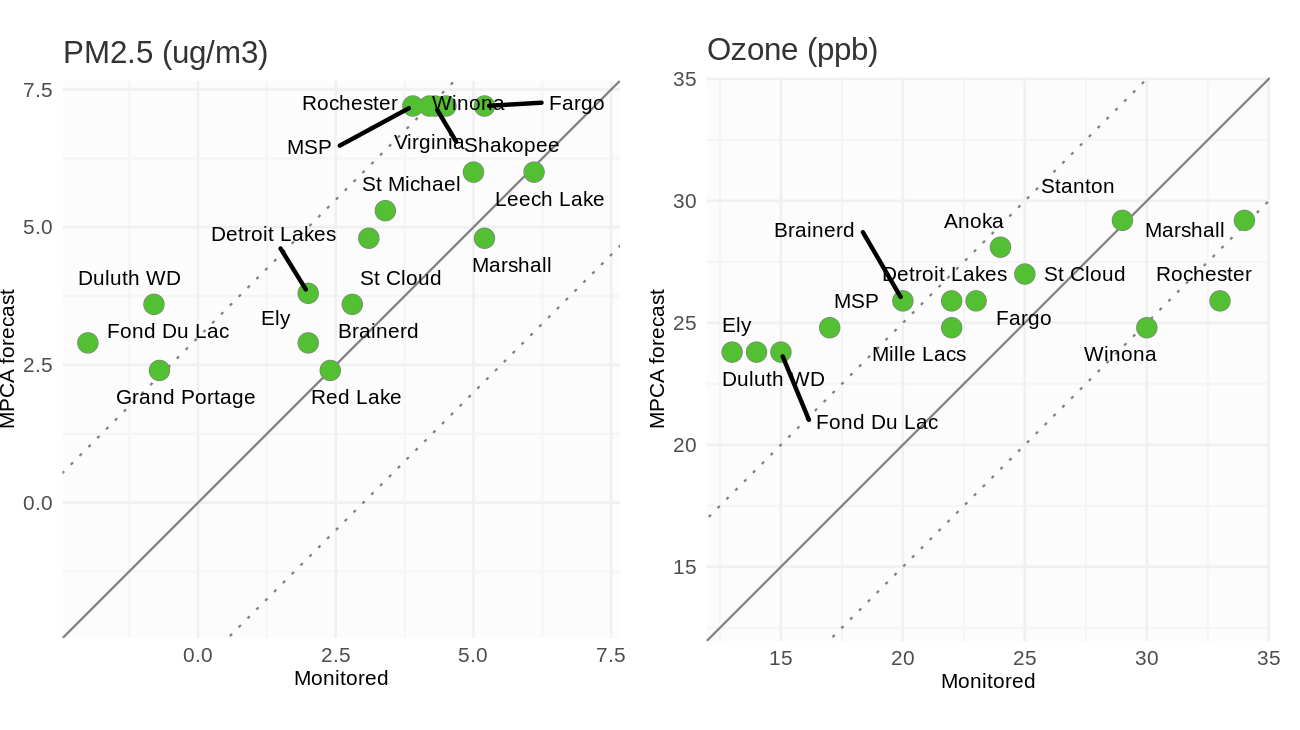 PM2.5 (ug/m3)
7.5
5.0
2.5
0.0
MPCA forecast
Rochester
Winona
Fargo
MSP
Virginia
Shakopee
St Michael
Leech Lake
Detroit Lakes
Marshall
Duluth WD
St Cloud
Ely
Fond Du Lac
Brainerd
Grand Portage
Red Lake
0.0
2.5
5.0
7.5
Monitored
Ozone (ppb)
35
30
25
20
15
MPCA forecast
Stanton
Anoka
Brainerd
Marshall
Detroit Lakes
St Cloud
Rochester
MSP
Ely
Fargo
Mille Lacs
Winona
Duluth WD
Fond Du Lac
15
20
25
30
35
Monitored